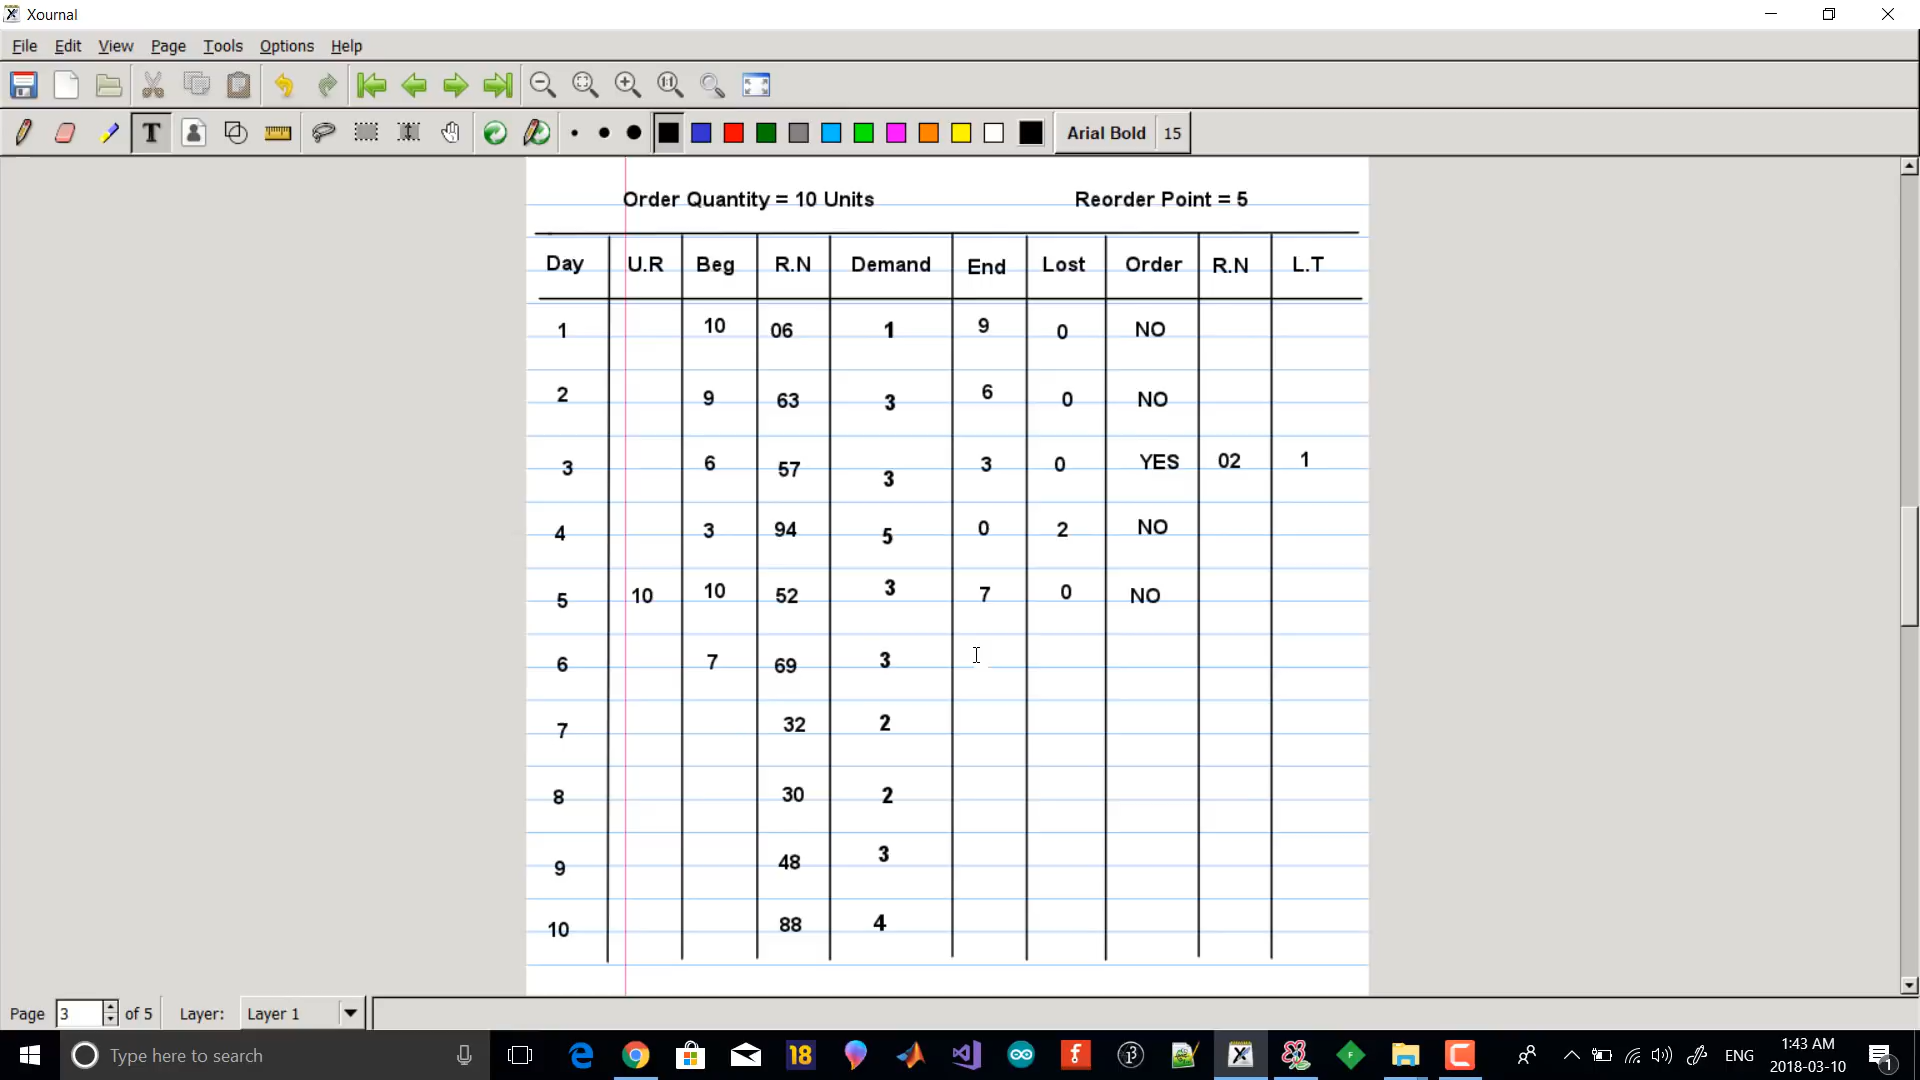 Xournal
File Edit View Page Tools Options Help
T Arial Bold 15
Order Quantity = 10 Units Reorder Point = 5
Day U.R Beg R.N Demand End Lost Order R.N L.T
1 10 06 1 9 0 NO
2 9 63 3 6 0 NO
3 6 57 3 3 0 YES 02 1
4 3 94 5 0 2 NO
5 10 10 52 3 7 0 NO
6 7 69 3
7 32 2
8 30 2
9 48 3
10 88 4
Page 3 of 5 Layer: Layer 1
Type here to search 18 ENG 1:43 AM
2018-03-10 1